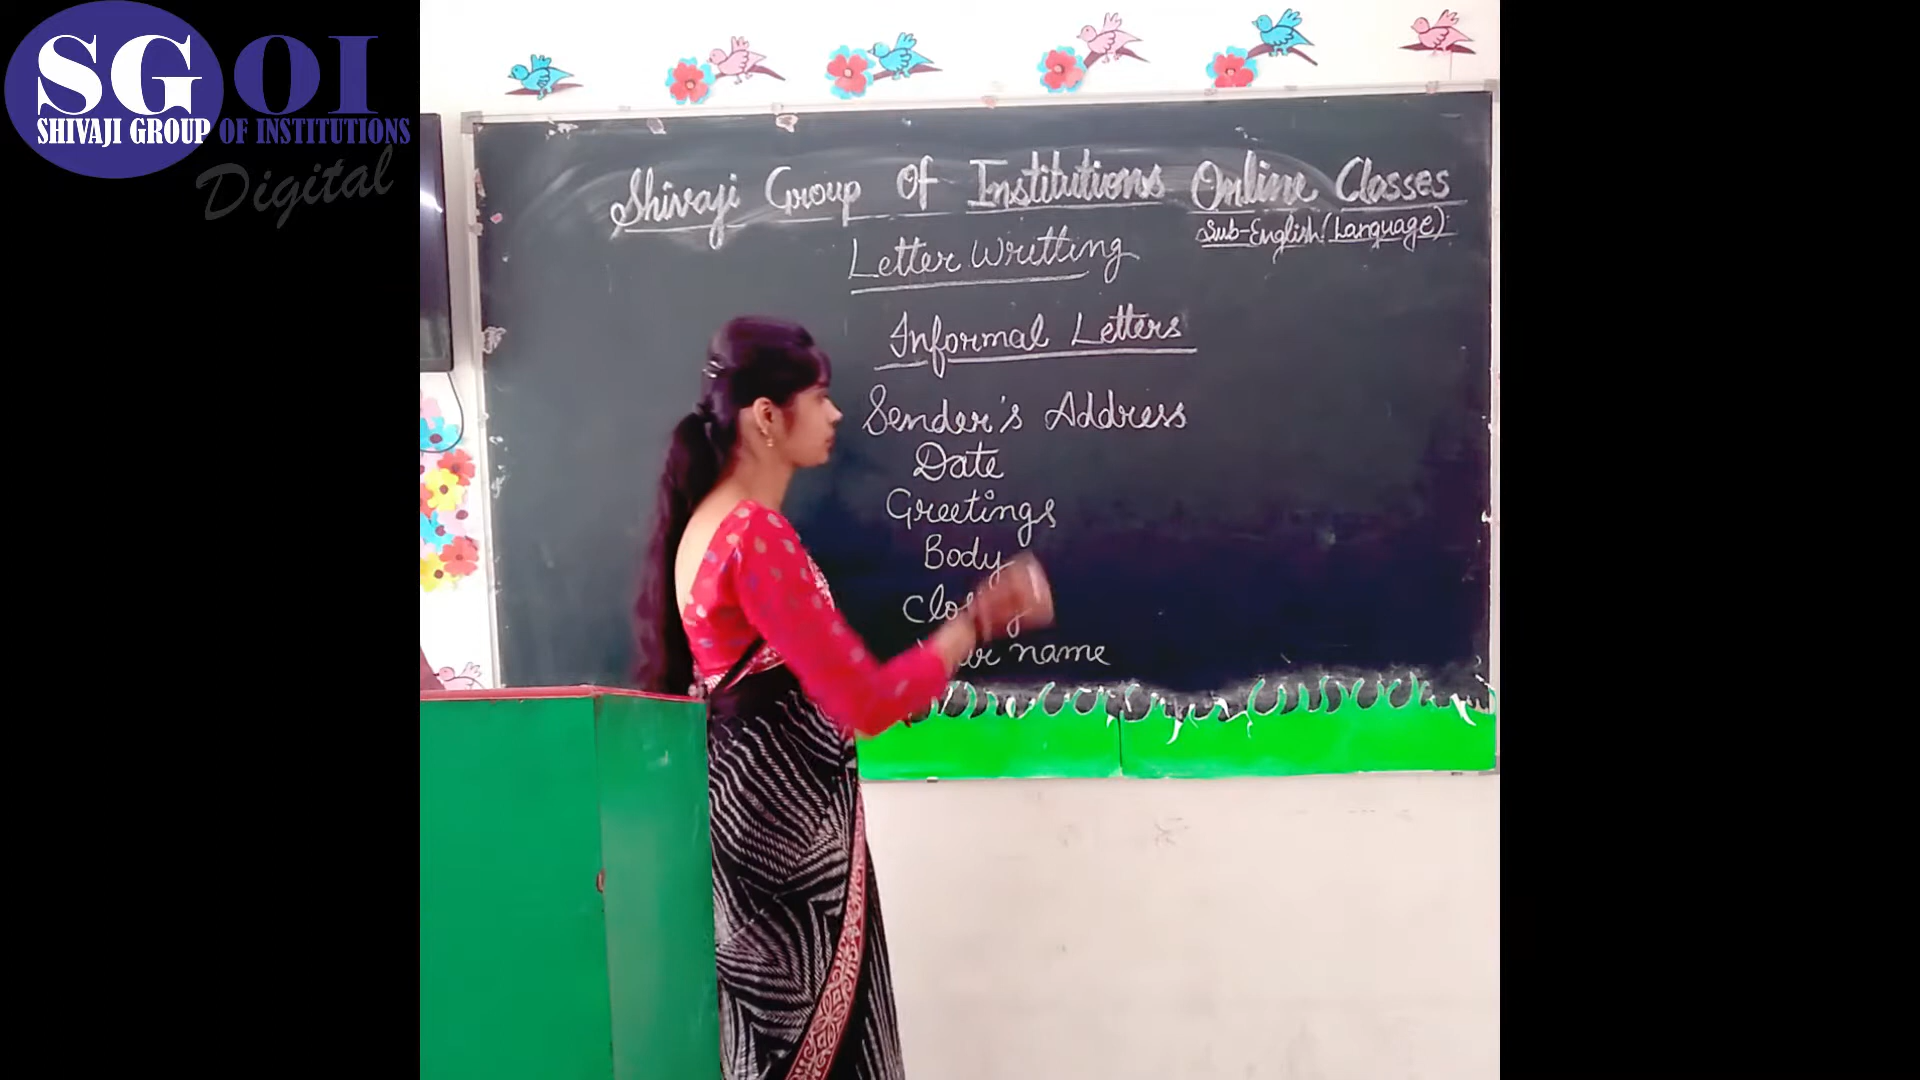 SGOI
SHIVAJI GROUP OF INSTITUTIONS
Digital
Shivaji Group Of Institutions Online Classes
Sub-English (Language)
Letter Writting
Informal Letters
Sender's Address
Date
Greetings
Body
name